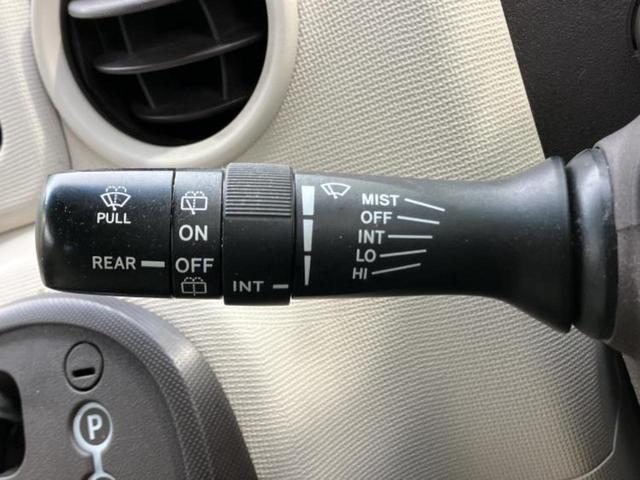 PULL
REAR
ON
OFF
INT
MIST
OFF
INT
LO
HI
P